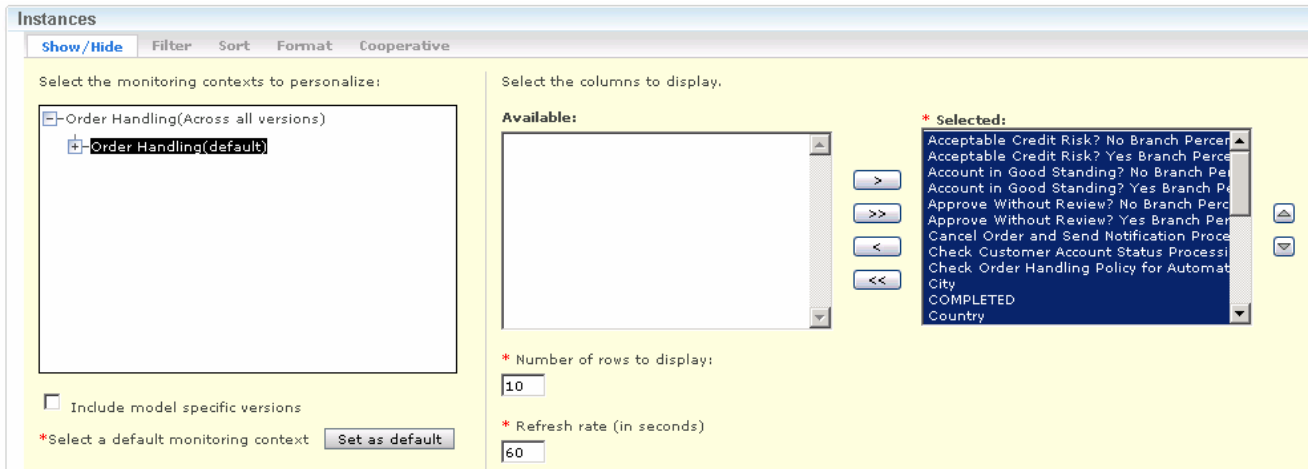 Instances
Show/Hide Filter Sort Format Cooperative
Select the monitoring contexts to personalize:
Order Handling(Across all versions)
Order Handling(default)
Include model specific versions
*Select a default monitoring context Set as default
Select the columns to display.
Available:
>
>>
<
<<
* Selected:
Acceptable Credit Risk? No Branch Percer
Acceptable Credit Risk? Yes Branch Perce
Account in Good Standing? No Branch Per
Account in Good Standing? Yes Branch Pe
Approve Without Review? No Branch Perc
Approve Without Review? Yes Branch Per
Cancel Order and Send Notification Proce
Check Customer Account Status Processi
Check Order Handling Policy for Automat
City
COMPLETED
Country
* Number of rows to display:
10
* Refresh rate (in seconds)
60